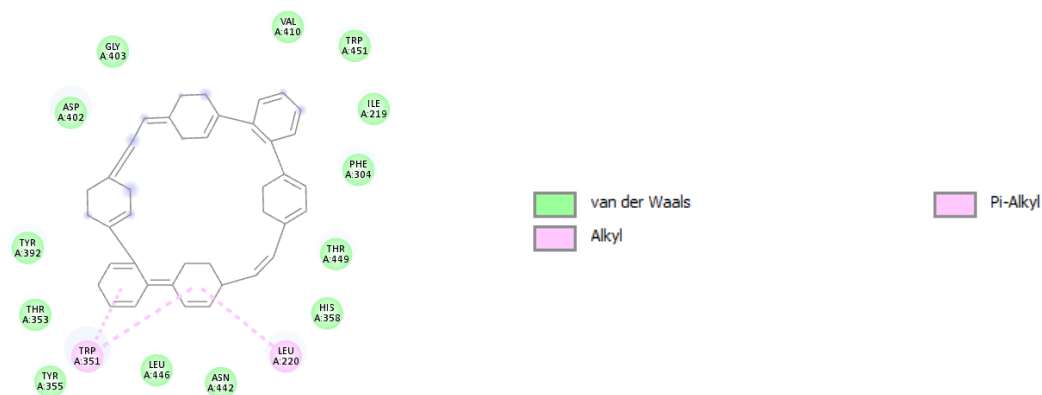 VAL
A:410
TRP
A:451
GLY
A:403
ILE
A:219
ASP
A:402
PHE
A:304
van der Waals
Pi-Alkyl
Alkyl
TYR
A:392
THR
A:449
THR
A:353
HIS
A:358
TRP
A:351
LEU
A:220
LEU
A:446
TYR
A:355
ASN
A:442